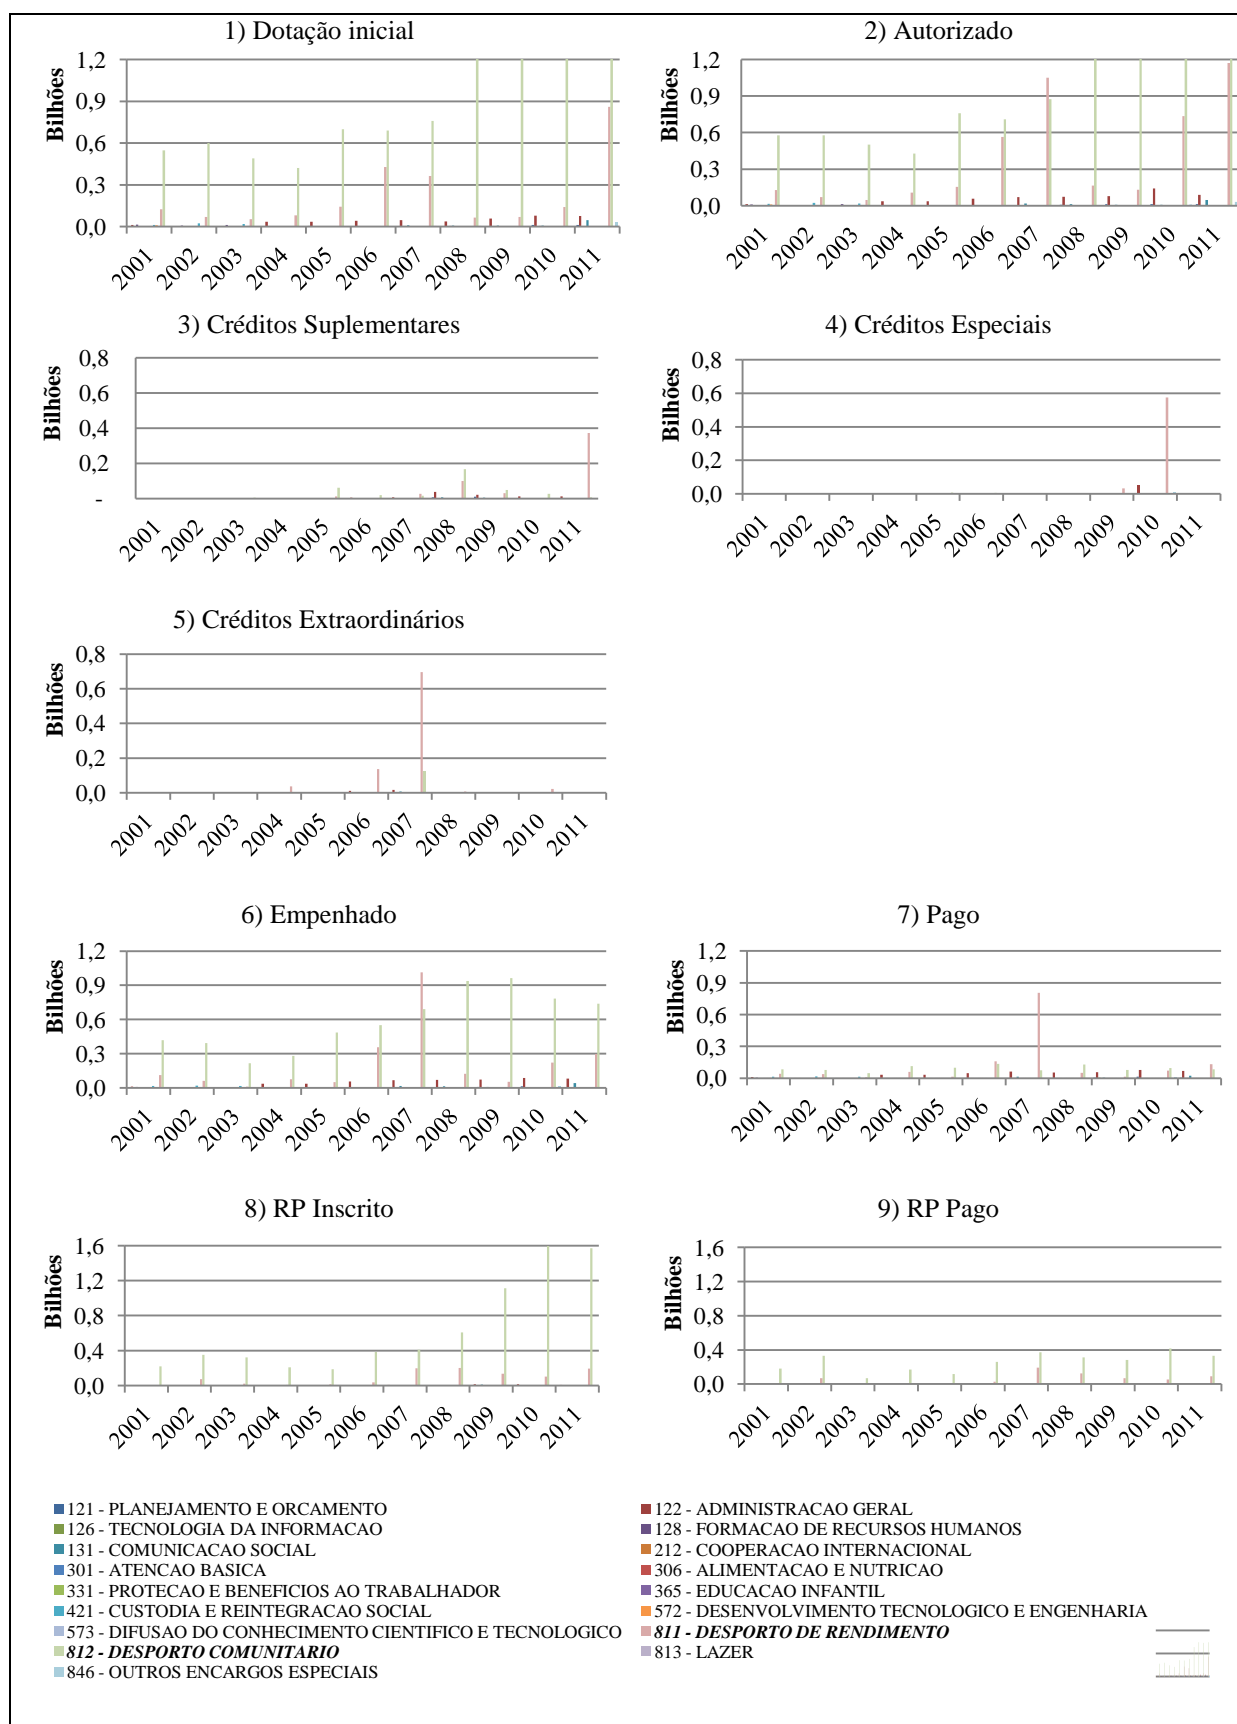 1) Dotação inicial
Bilhões
1,2
0,9
0,6
0,3
0,0
2001 2002 2003 2004 2005 2006 2007 2008 2009 2010 2011
2) Autorizado
Bilhões
1,2
0,9
0,6
0,3
0,0
2001 2002 2003 2004 2005 2006 2007 2008 2009 2010 2011
3) Créditos Suplementares
Bilhões
0,8
0,6
0,4
0,2
-
2001 2002 2003 2004 2005 2006 2007 2008 2009 2010 2011
4) Créditos Especiais
Bilhões
0,8
0,6
0,4
0,2
0,0
2001 2002 2003 2004 2005 2006 2007 2008 2009 2010 2011
5) Créditos Extraordinários
Bilhões
0,8
0,6
0,4
0,2
0,0
2001 2002 2003 2004 2005 2006 2007 2008 2009 2010 2011
6) Empenhado
Bilhões
1,2
0,9
0,6
0,3
0,0
2001 2002 2003 2004 2005 2006 2007 2008 2009 2010 2011
7) Pago
Bilhões
1,2
0,9
0,6
0,3
0,0
2001 2002 2003 2004 2005 2006 2007 2008 2009 2010 2011
8) RP Inscrito
Bilhões
1,6
1,2
0,8
0,4
0,0
2001 2002 2003 2004 2005 2006 2007 2008 2009 2010 2011
9) RP Pago
Bilhões
1,6
1,2
0,8
0,4
0,0
2001 2002 2003 2004 2005 2006 2007 2008 2009 2010 2011
121 - PLANEJAMENTO E ORCAMENTO
122 - ADMINISTRACAO GERAL
126 - TECNOLOGIA DA INFORMACAO
128 - FORMACAO DE RECURSOS HUMANOS
131 - COMUNICACAO SOCIAL
212 - COOPERACAO INTERNACIONAL
301 - ATENCAO BASICA
306 - ALIMENTACAO E NUTRICAO
331 - PROTECAO E BENEFICIOS AO TRABALHADOR
365 - EDUCACAO INFANTIL
421 - CUSTODIA E REINTEGRACAO SOCIAL
572 - DESENVOLVIMENTO TECNOLOGICO E ENGENHARIA
573 - DIFUSAO DO CONHECIMENTO CIENTIFICO E TECNOLOGICO
811 - DESPORTO DE RENDIMENTO
812 - DESPORTO COMUNITARIO
813 - LAZER
846 - OUTROS ENCARGOS ESPECIAIS